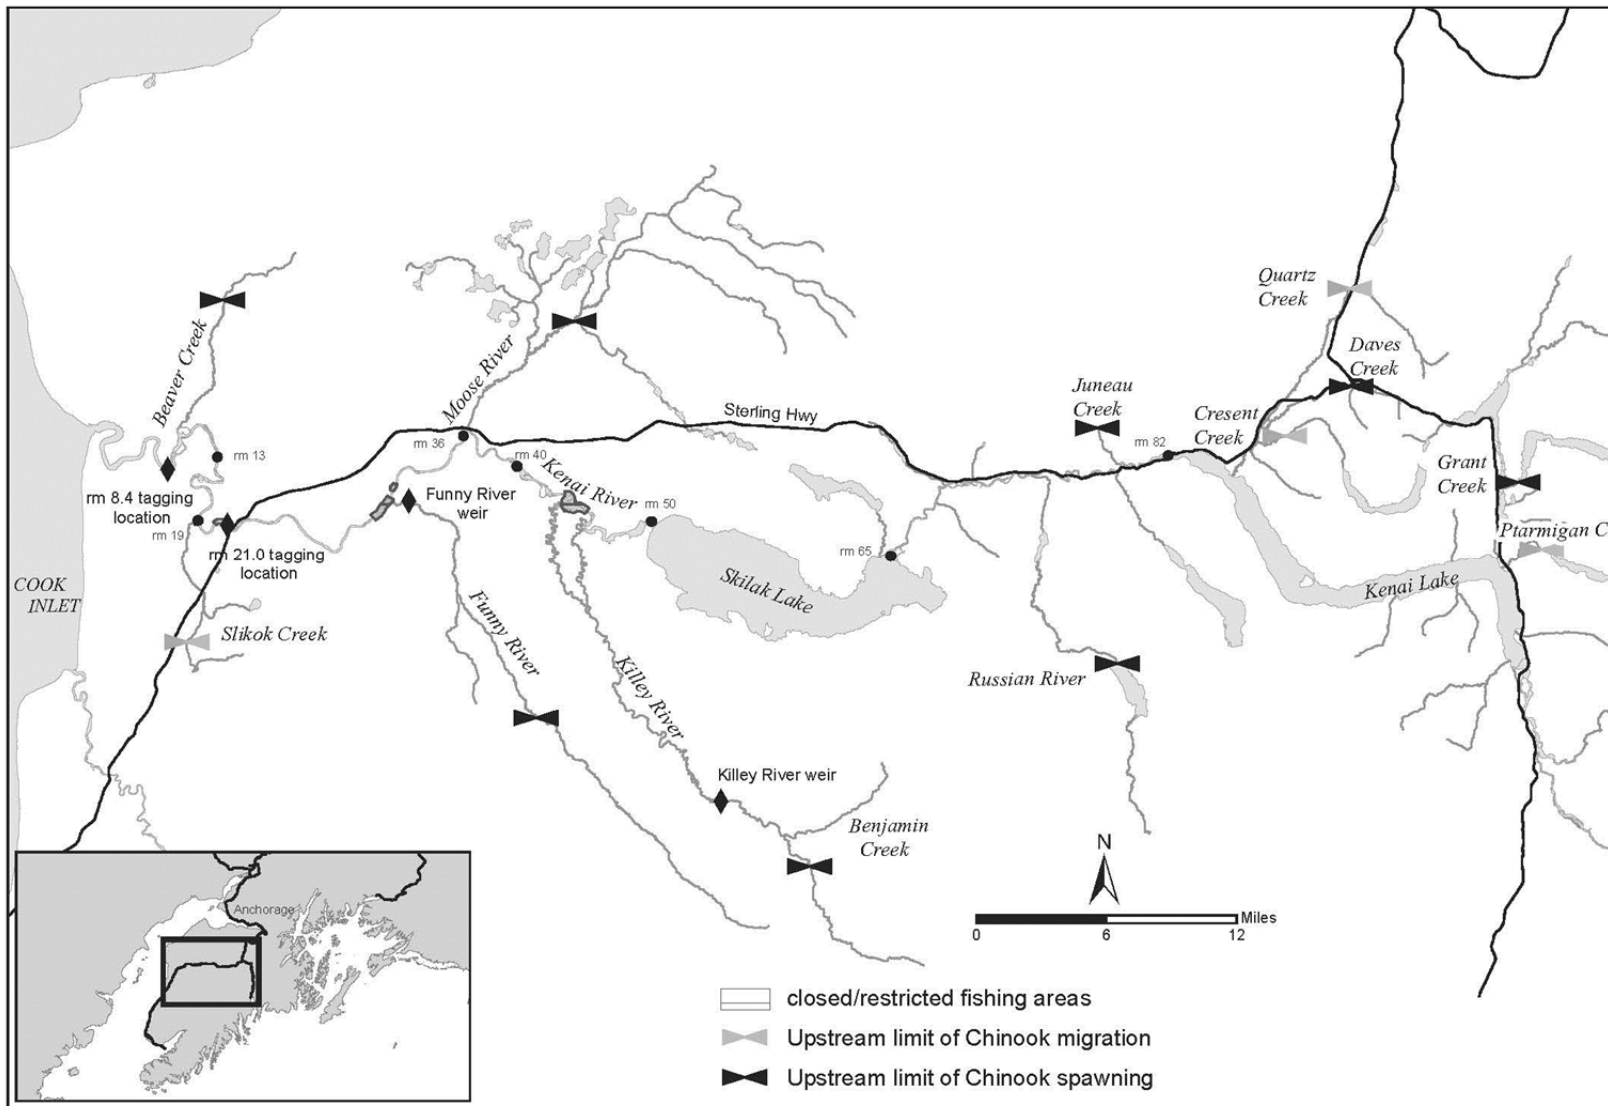 Quartz
Creek
Daves
Creek
Beaver Creek
Moose River
Juneau
Creek
Cresent
Creek
Sterling Hwy
rm 36
rm 82
rm 13
rm 40
Kenai River
Grant
Creek
rm 8.4 tagging
location
Funny River
weir
rm 50
rm 19
Ptarmigan C
rm 21.0 tagging
location
rm 65
COOK
INLET
Skilak Lake
Kenai Lake
Slikok Creek
Funny River
Killey River
Russian River
Killey River weir
Benjamin
Creek
N
Miles
0 6 12
Anchorage
closed/restricted fishing areas
Upstream limit of Chinook migration
Upstream limit of Chinook spawning